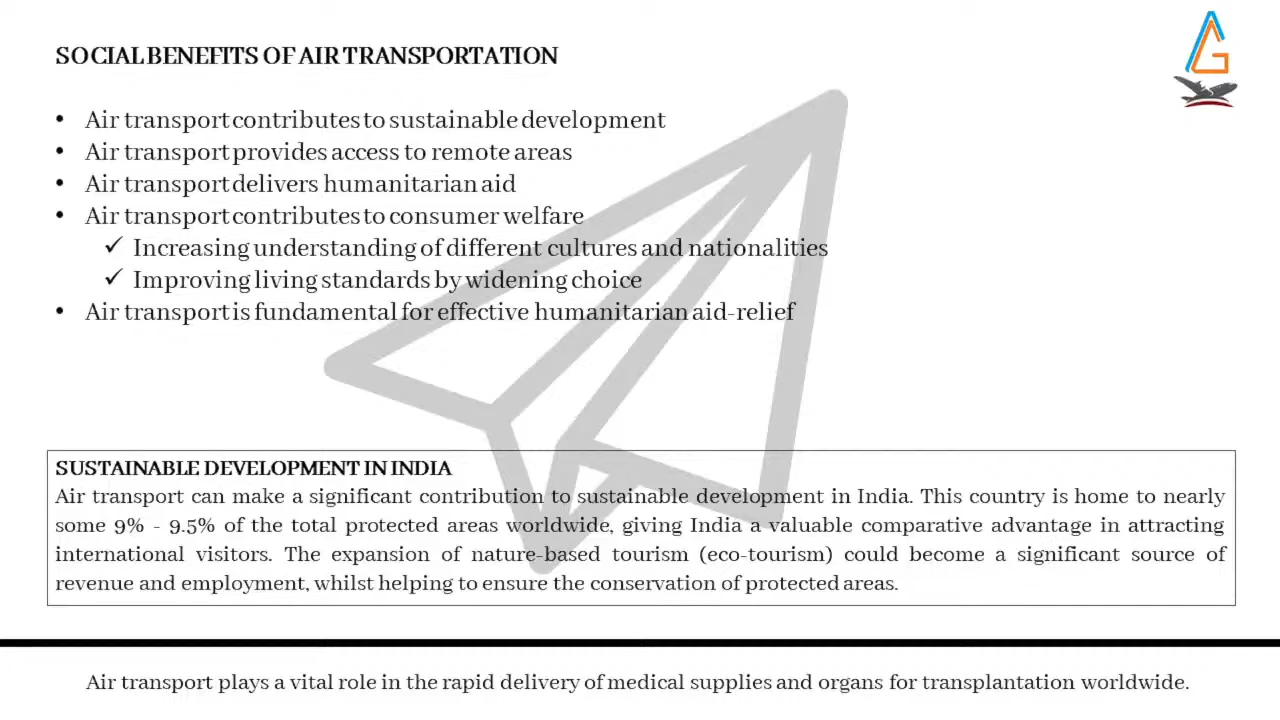 SOCIAL BENEFITS OF AIR TRANSPORTATION
• Air transport contributes to sustainable development
• Air transport provides access to remote areas
• Air transport delivers humanitarian aid
• Air transport contributes to consumer welfare
✓ Increasing understanding of different cultures and nationalities
✓ Improving living standards by widening choice
• Air transport is fundamental for effective humanitarian aid-relief
SUSTAINABLE DEVELOPMENT IN INDIA
Air transport can make a significant contribution to sustainable development in India. This country is home to nearly
some 9% - 9.5% of the total protected areas worldwide, giving India a valuable comparative advantage in attracting
international visitors. The expansion of nature-based tourism (eco-tourism) could become a significant source of
revenue and employment, whilst helping to ensure the conservation of protected areas.
Air transport plays a vital role in the rapid delivery of medical supplies and organs for transplantation worldwide.